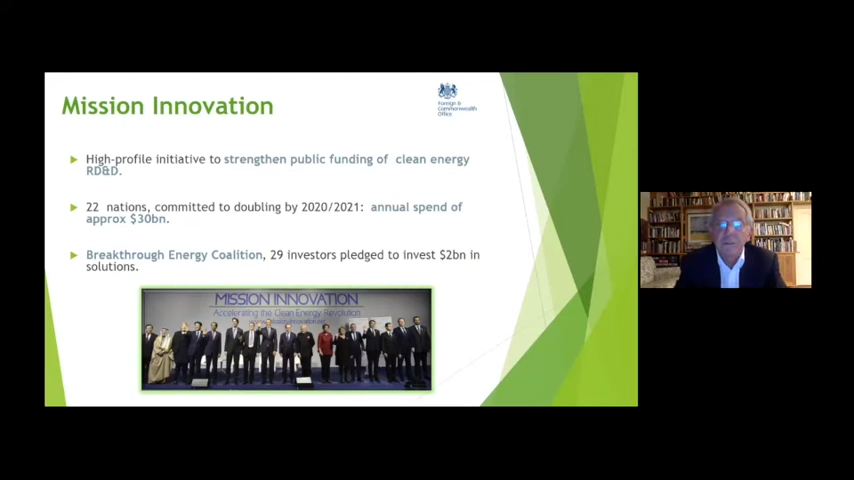 Mission Innovation
Foreign &
Commonwealth
Office
High-profile initiative to strengthen public funding of clean energy
RD&D.
22 nations, committed to doubling by 2020/2021: annual spend of
approx $30bn.
Breakthrough Energy Coalition, 29 investors pledged to invest $2bn in
solutions.
MISSION INNOVATION
Accelerating the Clean Energy Revolution